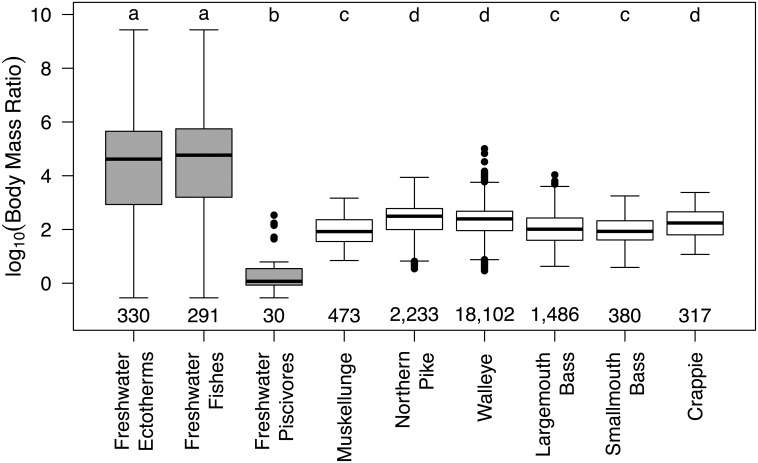 log10(Body Mass Ratio)
10
8
6
4
2
0
a a b c d d c c d
330 291 30 473 2,233 18,102 1,486 380 317
Freshwater
Ectotherms
Freshwater
Fishes
Freshwater
Piscivores
Muskellunge
Northern
Pike
Walleye
Largemouth
Bass
Smallmouth
Bass
Crappie